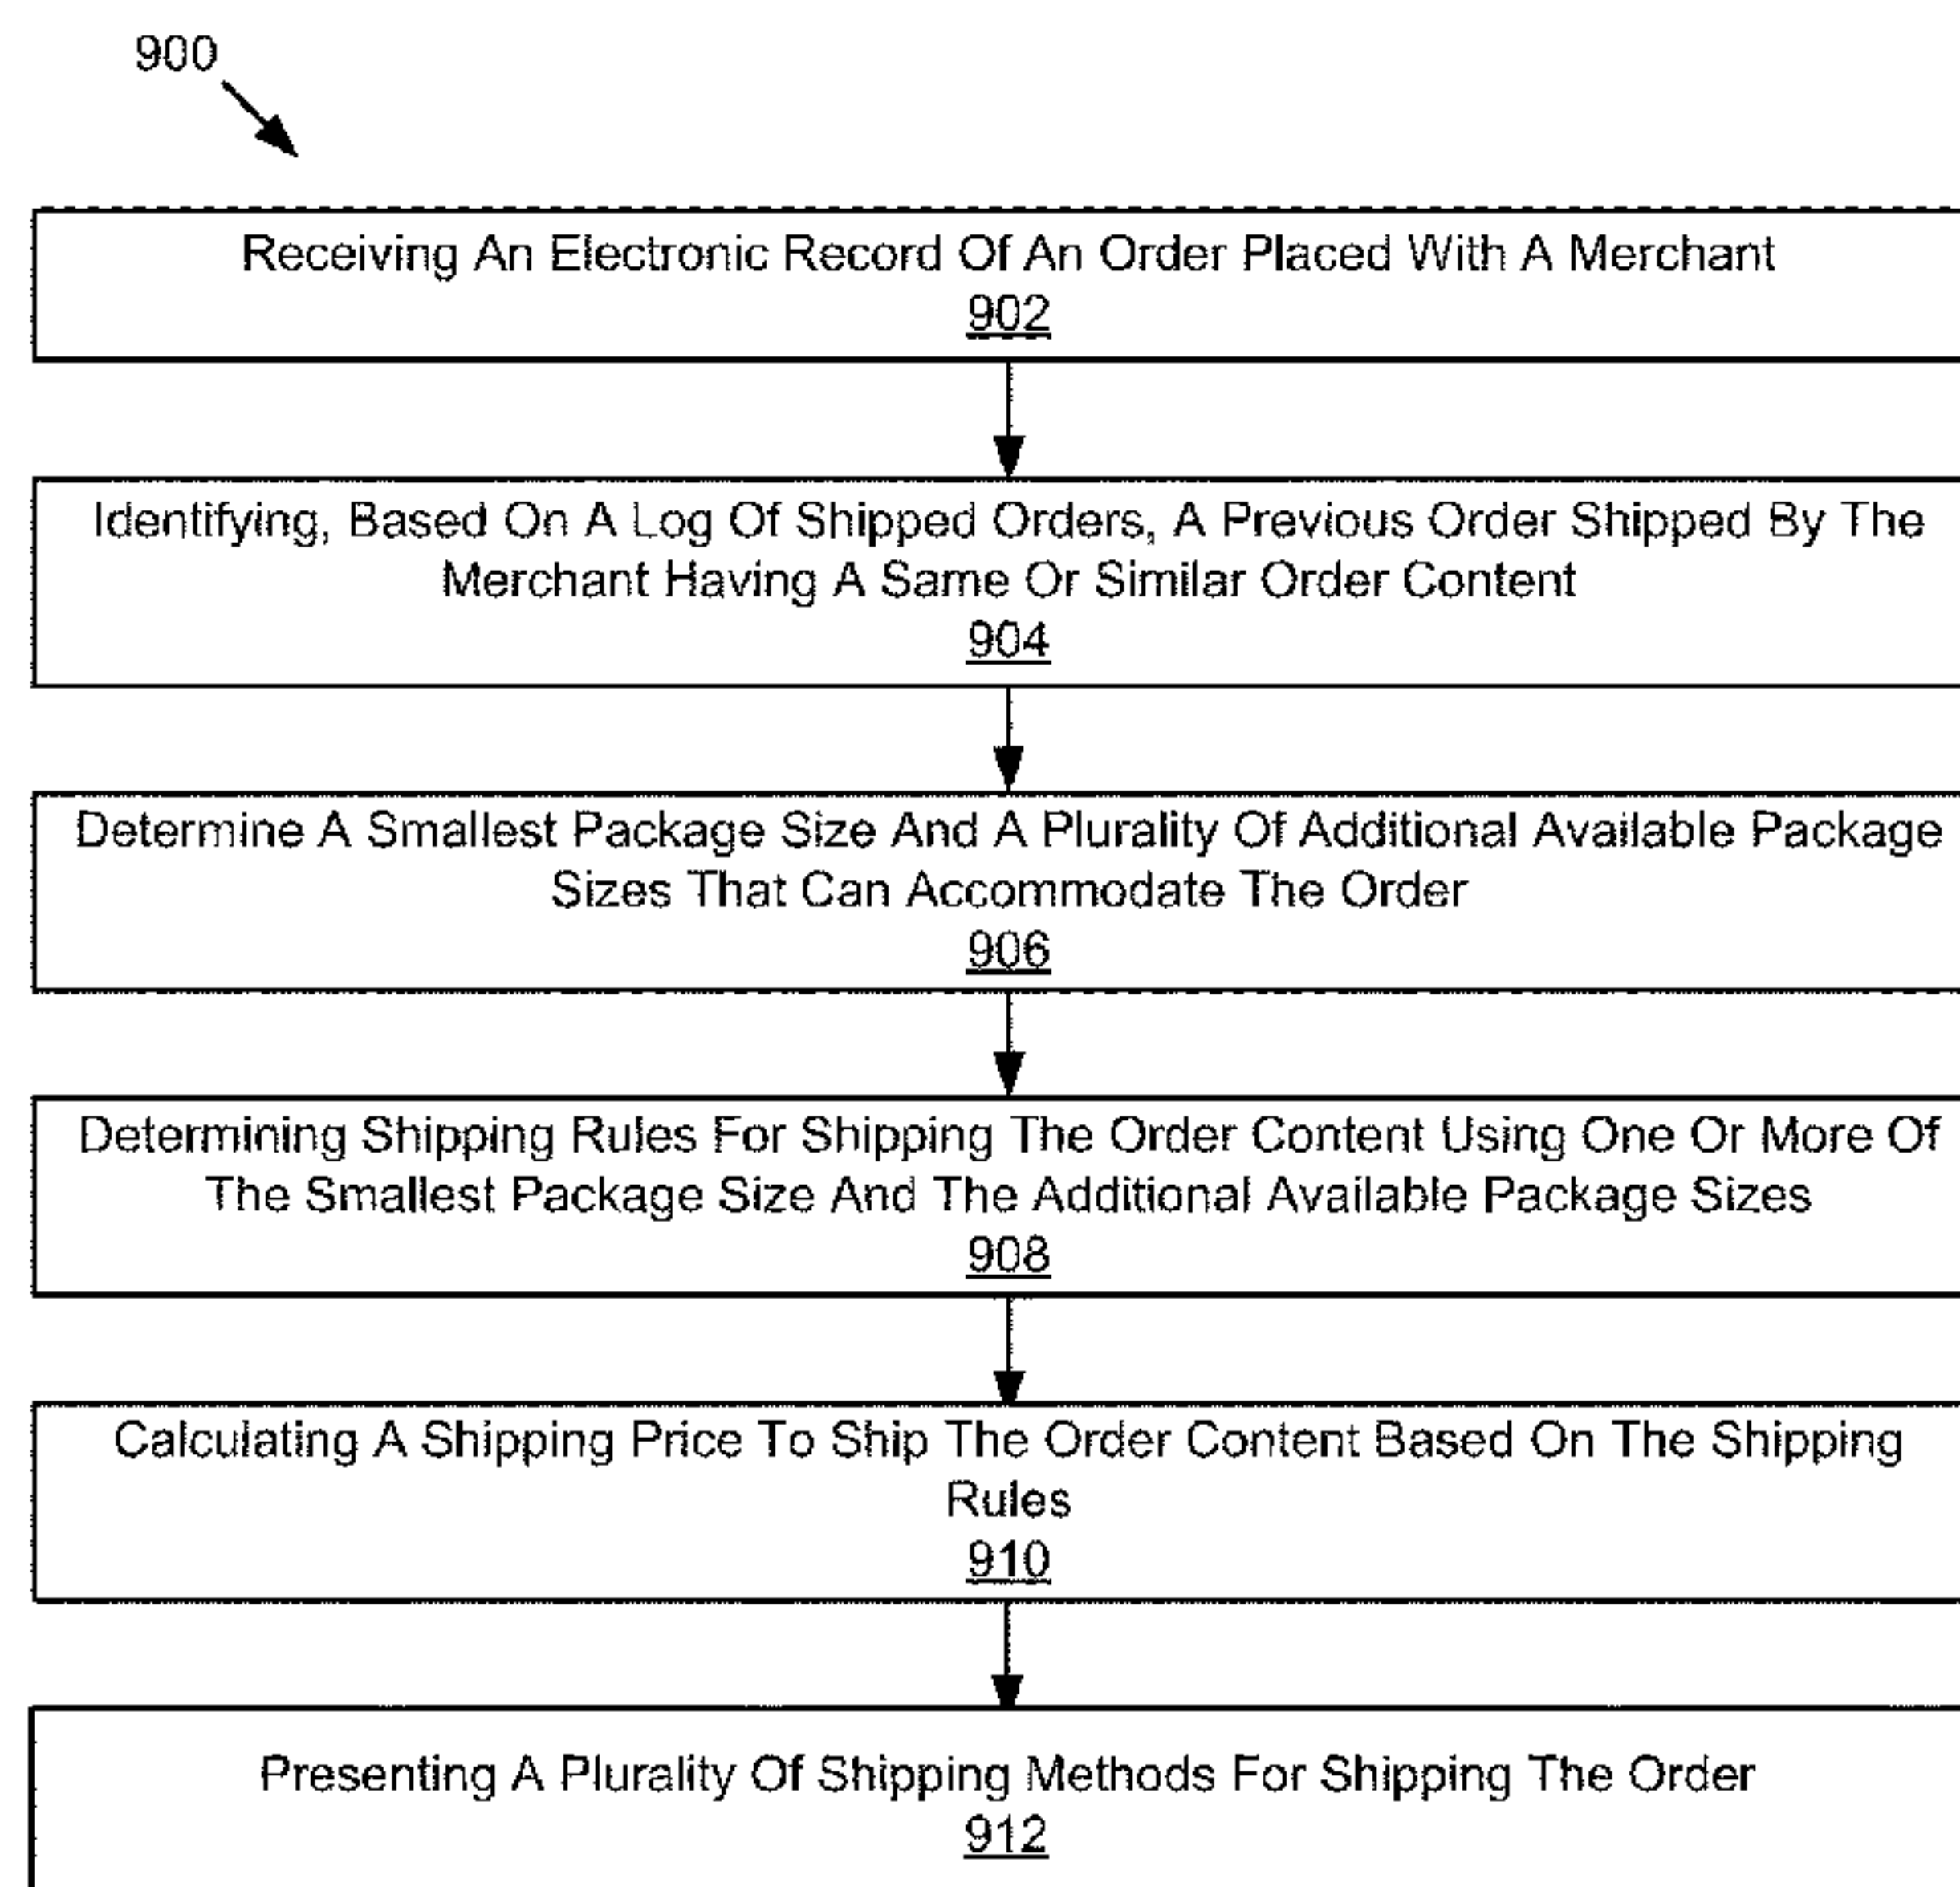 900
Receiving An Electronic Record Of An Order Placed With A Merchant
902
Identifying, Based On A Log Of Shipped Orders, A Previous Order Shipped By The
Merchant Having A Same Or Similar Order Content
904
Determine A Smallest Package Size And A Plurality Of Additional Available Package
Sizes That Can Accommodate The Order
906
Determining Shipping Rules For Shipping The Order Content Using One Or More Of
The Smallest Package Size And The Additional Available Package Sizes
908
Calculating A Shipping Price To Ship The Order Content Based On The Shipping
Rules
910
Presenting A Plurality Of Shipping Methods For Shipping The Order
912